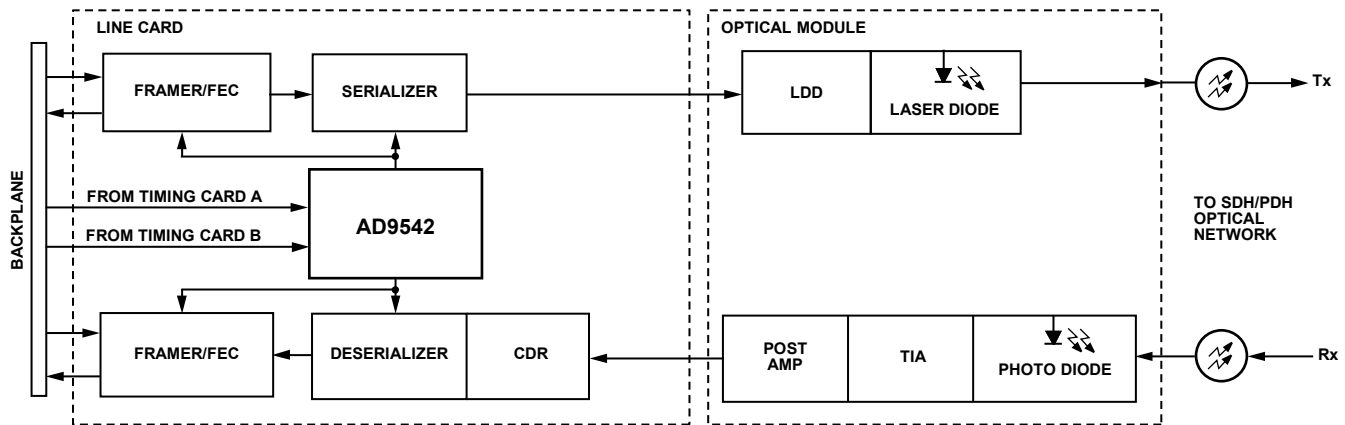 LINE CARD
OPTICAL MODULE
BACKPLANE
FRAMER/FEC
SERIALIZER
LDD
LASER DIODE
Tx
FROM TIMING CARD A
FROM TIMING CARD B
AD9542
TO SDH/PDH
OPTICAL
NETWORK
FRAMER/FEC
DESERIALIZER
CDR
POST
AMP
TIA
PHOTO DIODE
Rx